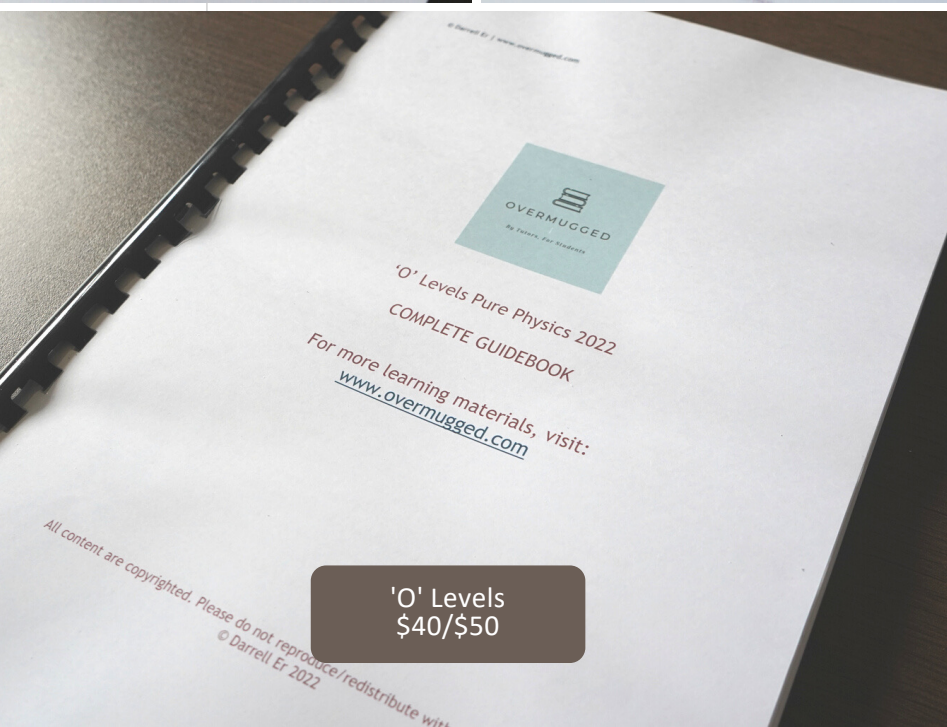 © Darrell Er | www.overmugged.com
OVERMUGGED
By Tutors, For Students
‘O’ Levels Pure Physics 2022
COMPLETE GUIDEBOOK
For more learning materials, visit:
www.overmugged.com
All content are copyrighted. Please do not reproduce/redistribute with
© Darrell Er 2022
'O' Levels
$40/$50